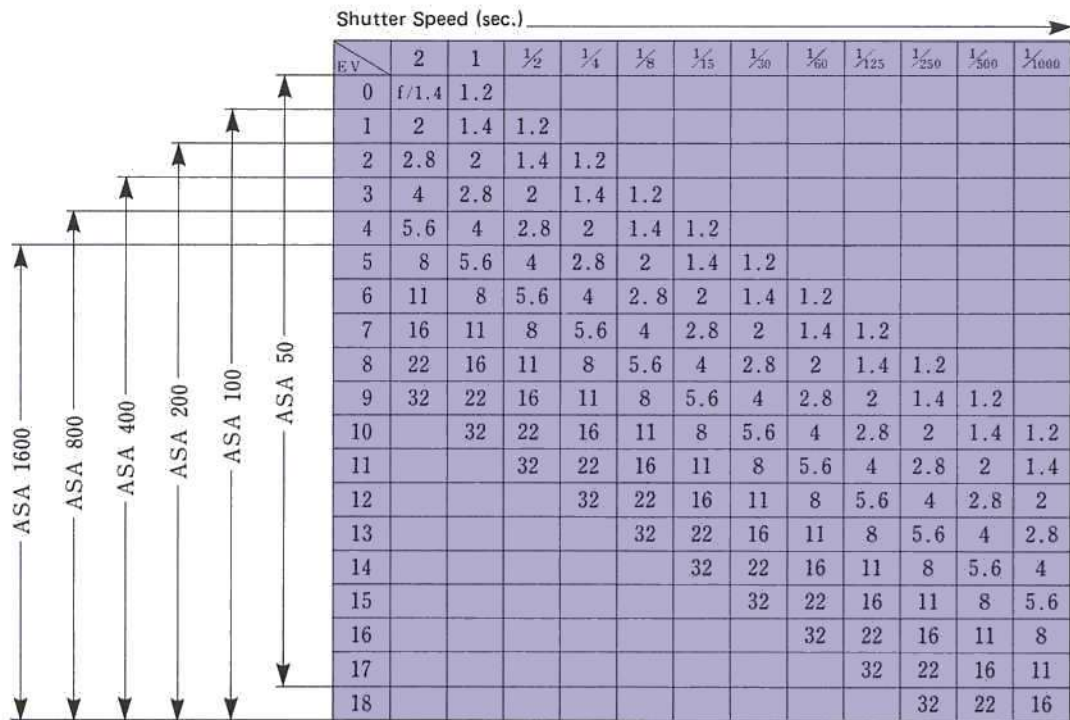 Shutter Speed (sec.)
EV 2 1 1/2 1/4 1/8 1/15 1/30 1/60 1/125 1/250 1/500 1/1000
0 f/1.4 1.2
1 2 1.4 1.2
2 2.8 2 1.4 1.2
3 4 2.8 2 1.4 1.2
4 5.6 4 2.8 2 1.4 1.2
5 8 5.6 4 2.8 2 1.4 1.2
6 11 8 5.6 4 2.8 2 1.4 1.2
7 16 11 8 5.6 4 2.8 2 1.4 1.2
8 22 16 11 8 5.6 4 2.8 2 1.4 1.2
9 32 22 16 11 8 5.6 4 2.8 2 1.4 1.2
10 32 22 16 11 8 5.6 4 2.8 2 1.4 1.2
11 32 22 16 11 8 5.6 4 2.8 2 1.4
12 32 22 16 11 8 5.6 4 2.8 2
13 32 22 16 11 8 5.6 4 2.8
14 32 22 16 11 8 5.6 4
15 32 22 16 11 8 5.6
16 32 22 16 11 8
17 32 22 16 11
18 32 22 16
ASA 1600
ASA 800
ASA 400
ASA 200
ASA 100
ASA 50